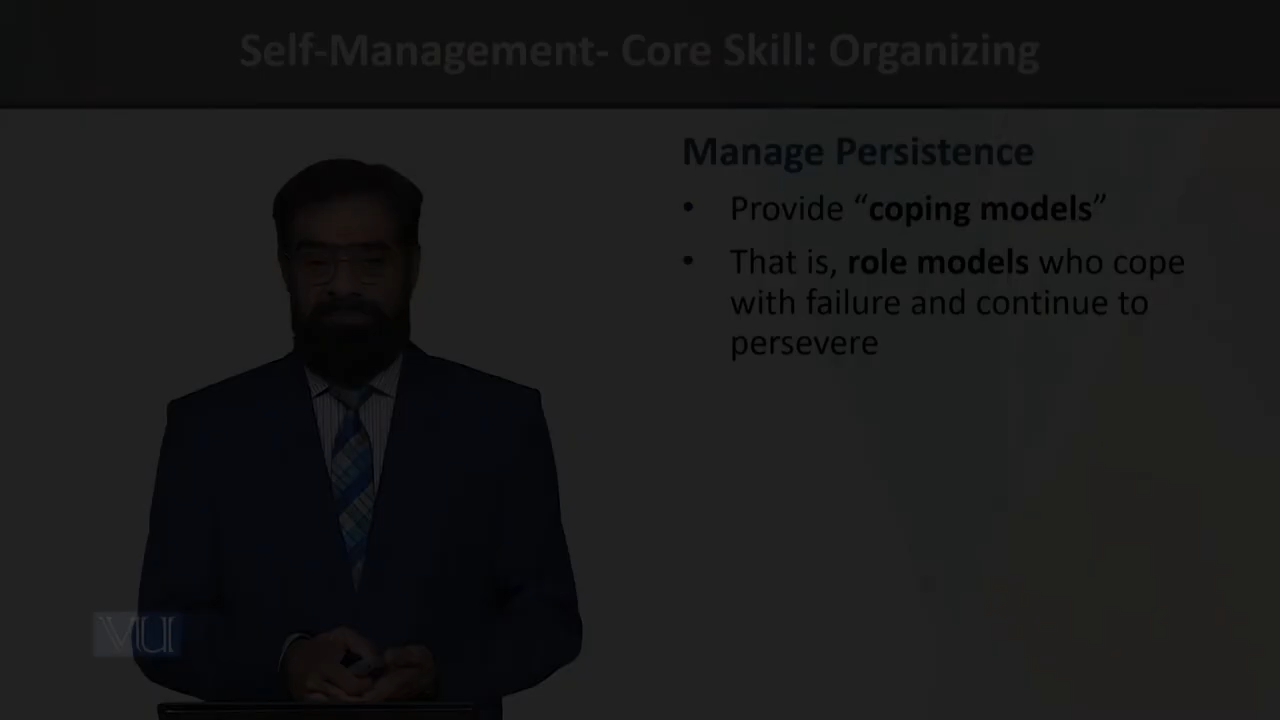 Self-Management- Core Skill: Organizing
Manage Persistence
• Provide “coping models”
• That is, role models who cope
with failure and continue to
persevere
VU